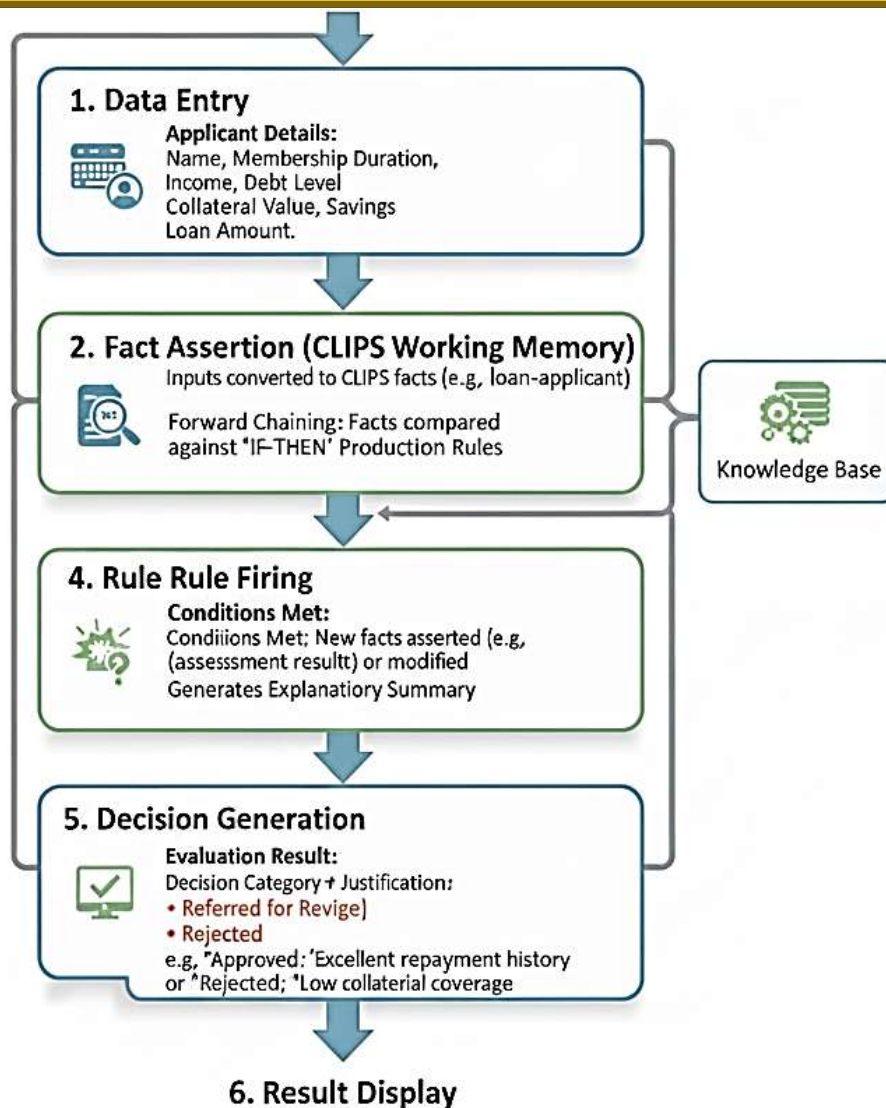 1. Data Entry
Applicant Details:
Name, Membership Duration,
Income, Debt Level
Collateral Value, Savings
Loan Amount.
2. Fact Assertion (CLIPS Working Memory)
Inputs converted to CLIPS facts (e.g, loan-applicant)
Forward Chaining: Facts compared
against "IF-THEN' Production Rules
Knowledge Base
4. Rule Rule Firing
Conditions Met:
Condiiions Met; New facts asserted (e.g,
(assesssment resultt) or modified
Generates Explanatiory Summary
5. Decision Generation
Evaluation Result:
Decision Category + Justification:
• Referred for Revige)
• Rejected
e.g, "Approved: 'Excellent repayment history
or "Rejected; "Low collaterial coverage
6. Result Display